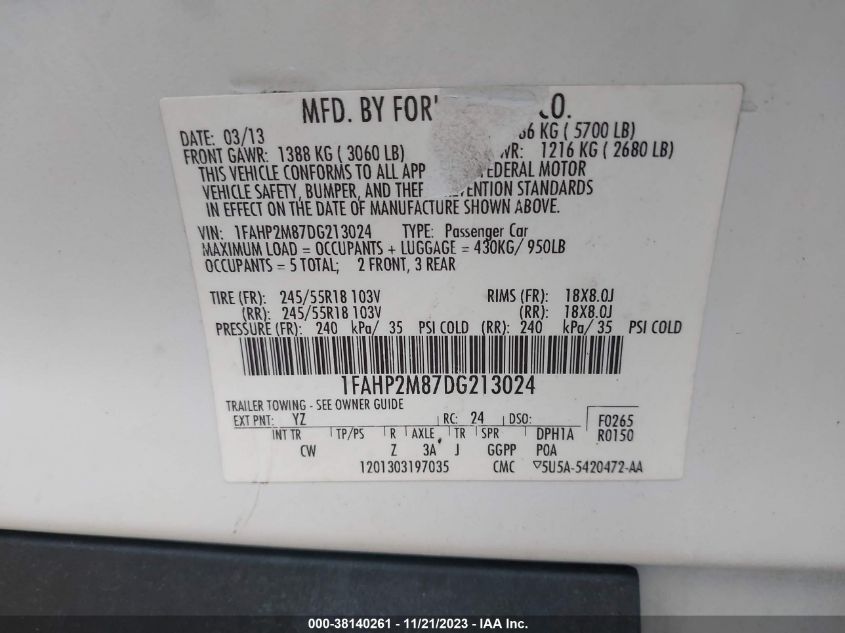 MFD. BY FOR CO.
DATE: 03/13 66 KG ( 5700 LB)
FRONT GAWR: 1388 KG ( 3060 LB) WR: 1216 KG ( 2680 LB)
THIS VEHICLE CONFORMS TO ALL APP FEDERAL MOTOR
VEHICLE SAFETY, BUMPER, AND THEF VENTION STANDARDS
IN EFFECT ON THE DATE OF MANUFACTURE SHOWN ABOVE.
VIN: 1FAHP2M87DG213024 TYPE: Passenger Car
MAXIMUM LOAD = OCCUPANTS + LUGGAGE = 430KG/ 950LB
OCCUPANTS = 5 TOTAL; 2 FRONT, 3 REAR
TIRE (FR): 245/55R18 103V RIMS (FR): 18X8.0J
(RR): 245/55R18 103V (RR): 18X8.0J
PRESSURE (FR): 240 kPa/ 35 PSI COLD (RR): 240 kPa/ 35 PSI COLD
1FAHP2M87DG213024
TRAILER TOWING - SEE OWNER GUIDE
EXT PNT: YZ RC: 24 DSO: F0265
INT TR TP/PS R AXLE TR SPR DPH1A R0150
CW Z 3A J GGPP POA
1201303197035 CMC 5U5A-5420472-AA
000-38140261 - 11/21/2023 - IAA Inc.